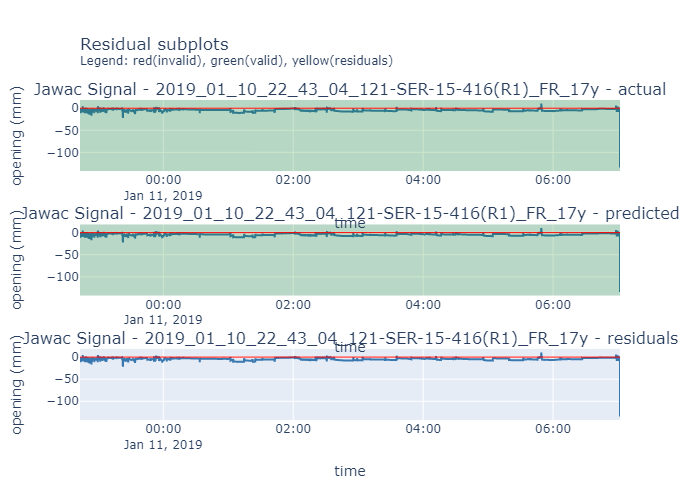 Residual subplots
Legend: red(invalid), green(valid), yellow(residuals)
Jawac Signal - 2019_01_10_22_43_04_121-SER-15-416(R1)_FR_17y - actual
opening (mm)
0
−50
−100
00:00 02:00 04:00 06:00
Jan 11, 2019
time
Jawac Signal - 2019_01_10_22_43_04_121-SER-15-416(R1)_FR_17y - predicted
opening (mm)
0
−50
−100
00:00 02:00 04:00 06:00
Jan 11, 2019
time
Jawac Signal - 2019_01_10_22_43_04_121-SER-15-416(R1)_FR_17y - residuals
opening (mm)
0
−50
−100
00:00 02:00 04:00 06:00
Jan 11, 2019
time